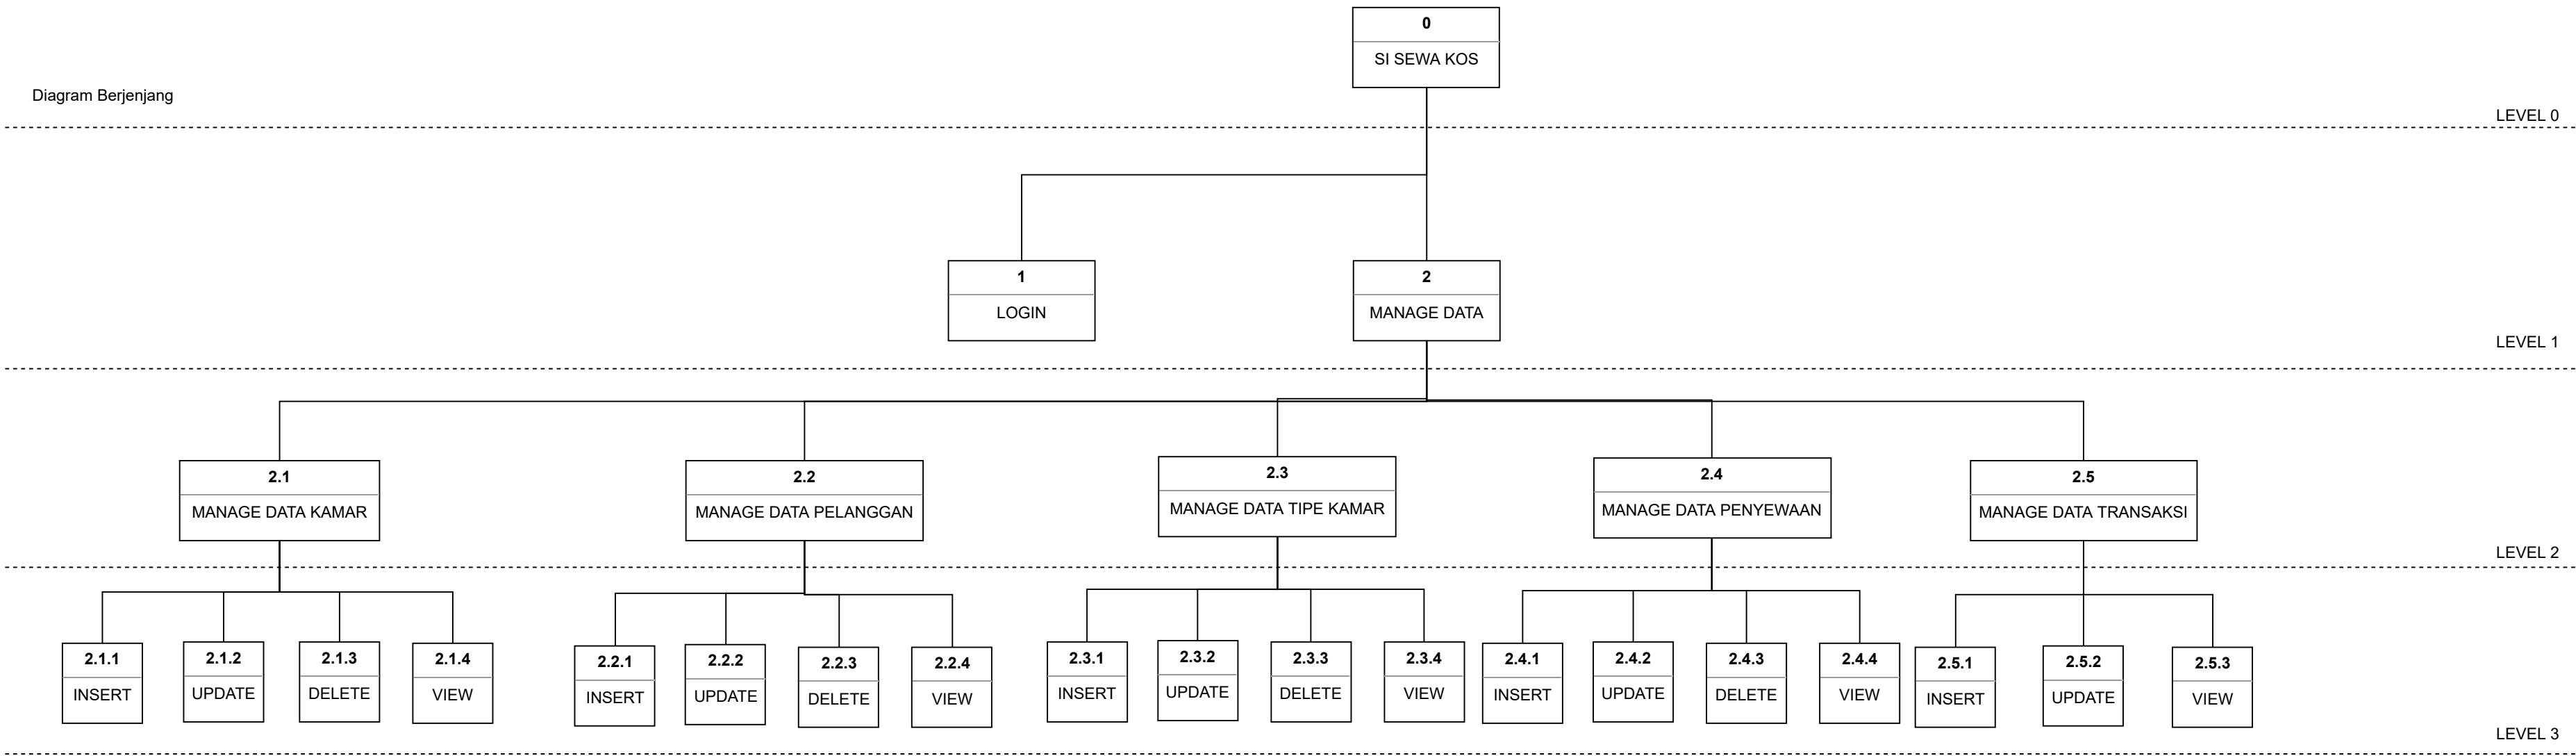 0
SI SEWA KOS
Diagram Berjenjang
LEVEL 0
1
LOGIN
2
MANAGE DATA
LEVEL 1
2.1
MANAGE DATA KAMAR
2.2
MANAGE DATA PELANGGAN
2.3
MANAGE DATA TIPE KAMAR
2.4
MANAGE DATA PENYEWAAN
2.5
MANAGE DATA TRANSAKSI
LEVEL 2
2.1.1
INSERT
2.1.2
UPDATE
2.1.3
DELETE
2.1.4
VIEW
2.2.1
INSERT
2.2.2
UPDATE
2.2.3
DELETE
2.2.4
VIEW
2.3.1
INSERT
2.3.2
UPDATE
2.3.3
DELETE
2.3.4
VIEW
2.4.1
INSERT
2.4.2
UPDATE
2.4.3
DELETE
2.4.4
VIEW
2.5.1
INSERT
2.5.2
UPDATE
2.5.3
VIEW
LEVEL 3